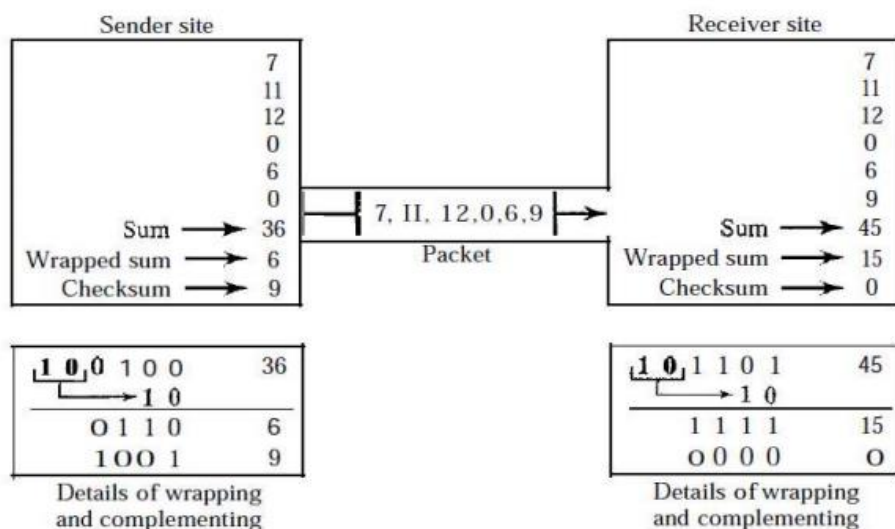 Sender site
7
11
12
0
6
0
Sum 36
Wrapped sum 6
Checksum 9
7, II, 12,0,6,9
Packet
Receiver site
7
11
12
0
6
9
Sum 45
Wrapped sum 15
Checksum 0
1 0 0 1 0 0 36
1 0
0 1 1 0 6
1 0 0 1 9
Details of wrapping
and complementing
1 0 1 1 0 1 45
1 0
1 1 1 1 15
0 0 0 0 0
Details of wrapping
and complementing